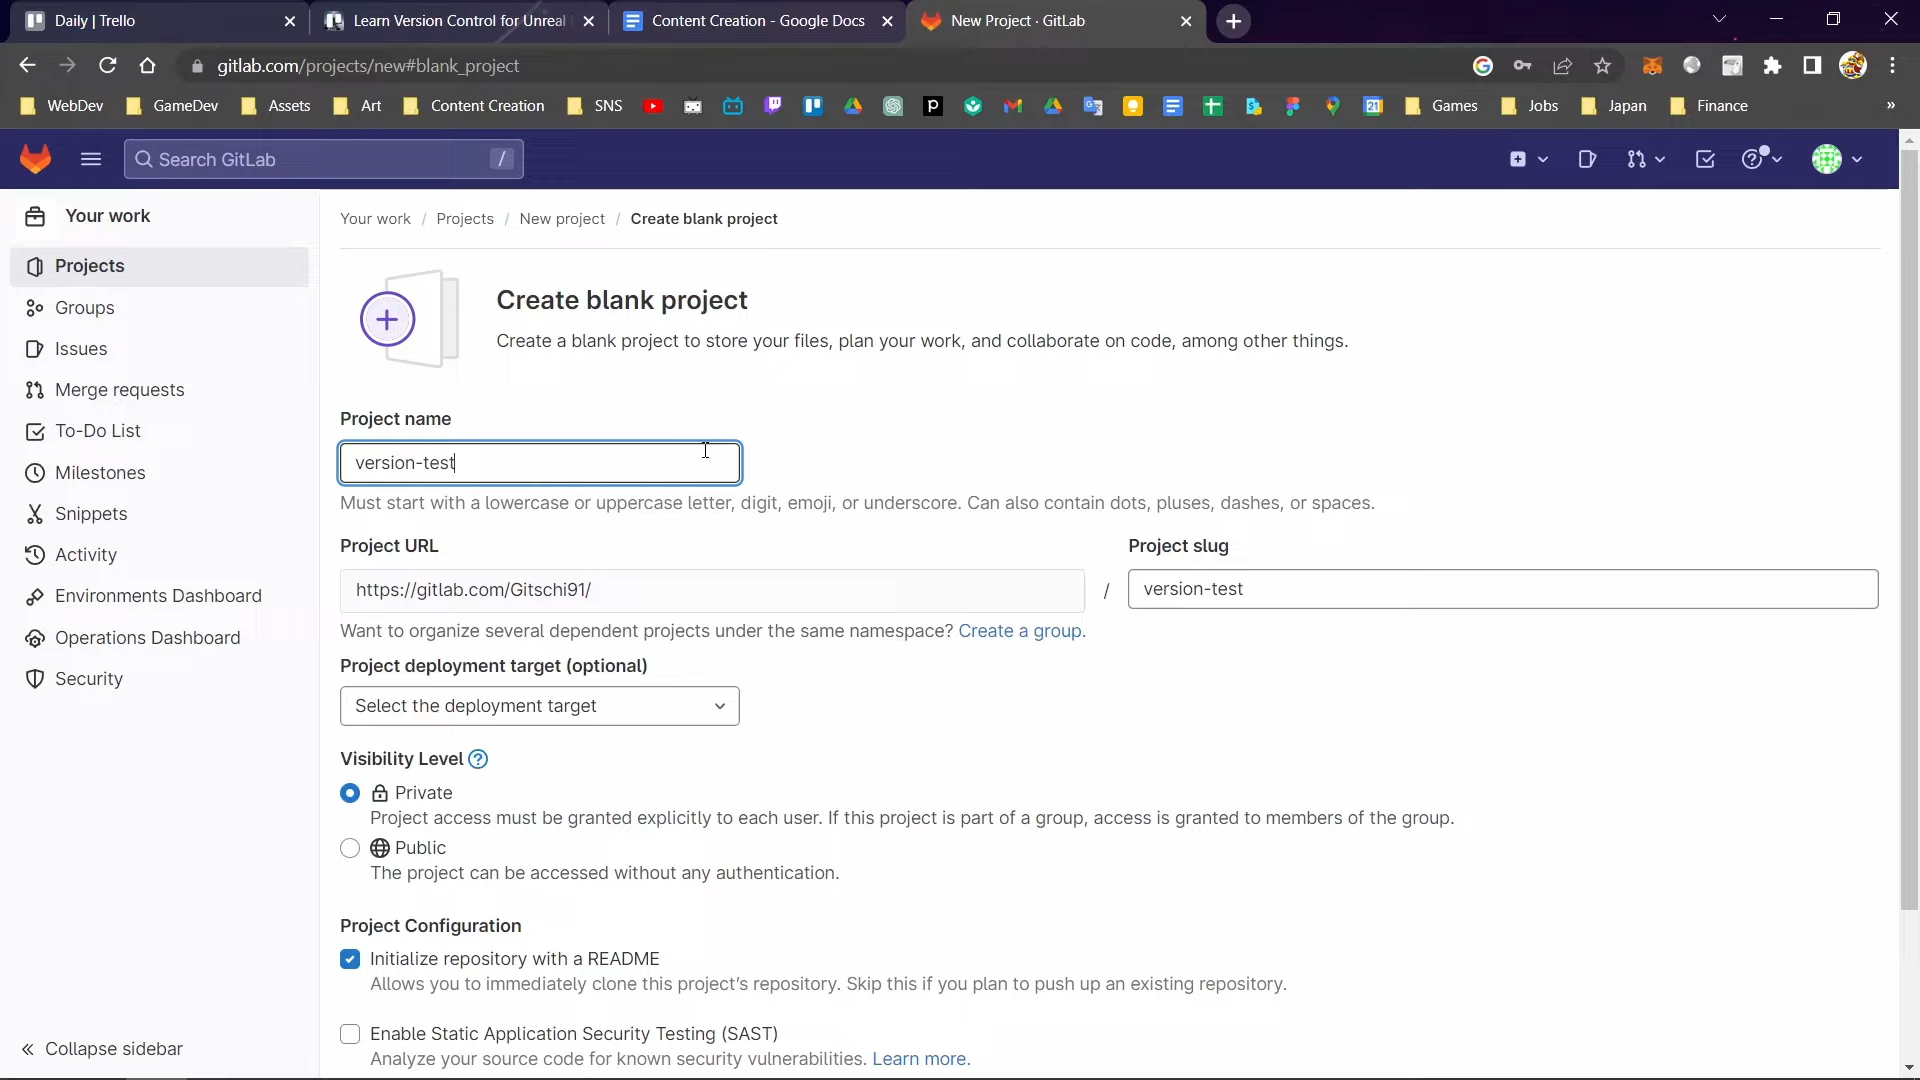 Daily | Trello
Learn Version Control for Unreal
Content Creation - Google Docs
New Project · GitLab
gitlab.com/projects/new#blank_project
WebDev
GameDev
Assets
Art
Content Creation
SNS
Games
Jobs
Japan
Finance
»
Search GitLab
/
Your work
Projects
Groups
Issues
Merge requests
To-Do List
Milestones
Snippets
Activity
Environments Dashboard
Operations Dashboard
Security
Collapse sidebar
Your work / Projects / New project / Create blank project
Create blank project
Create a blank project to store your files, plan your work, and collaborate on code, among other things.
Project name
version-test
Must start with a lowercase or uppercase letter, digit, emoji, or underscore. Can also contain dots, pluses, dashes, or spaces.
Project URL
Project slug
https://gitlab.com/Gitschi91/
/
version-test
Want to organize several dependent projects under the same namespace? Create a group.
Project deployment target (optional)
Select the deployment target
Visibility Level
Private
Project access must be granted explicitly to each user. If this project is part of a group, access is granted to members of the group.
Public
The project can be accessed without any authentication.
Project Configuration
Initialize repository with a README
Allows you to immediately clone this project's repository. Skip this if you plan to push up an existing repository.
Enable Static Application Security Testing (SAST)
Analyze your source code for known security vulnerabilities. Learn more.